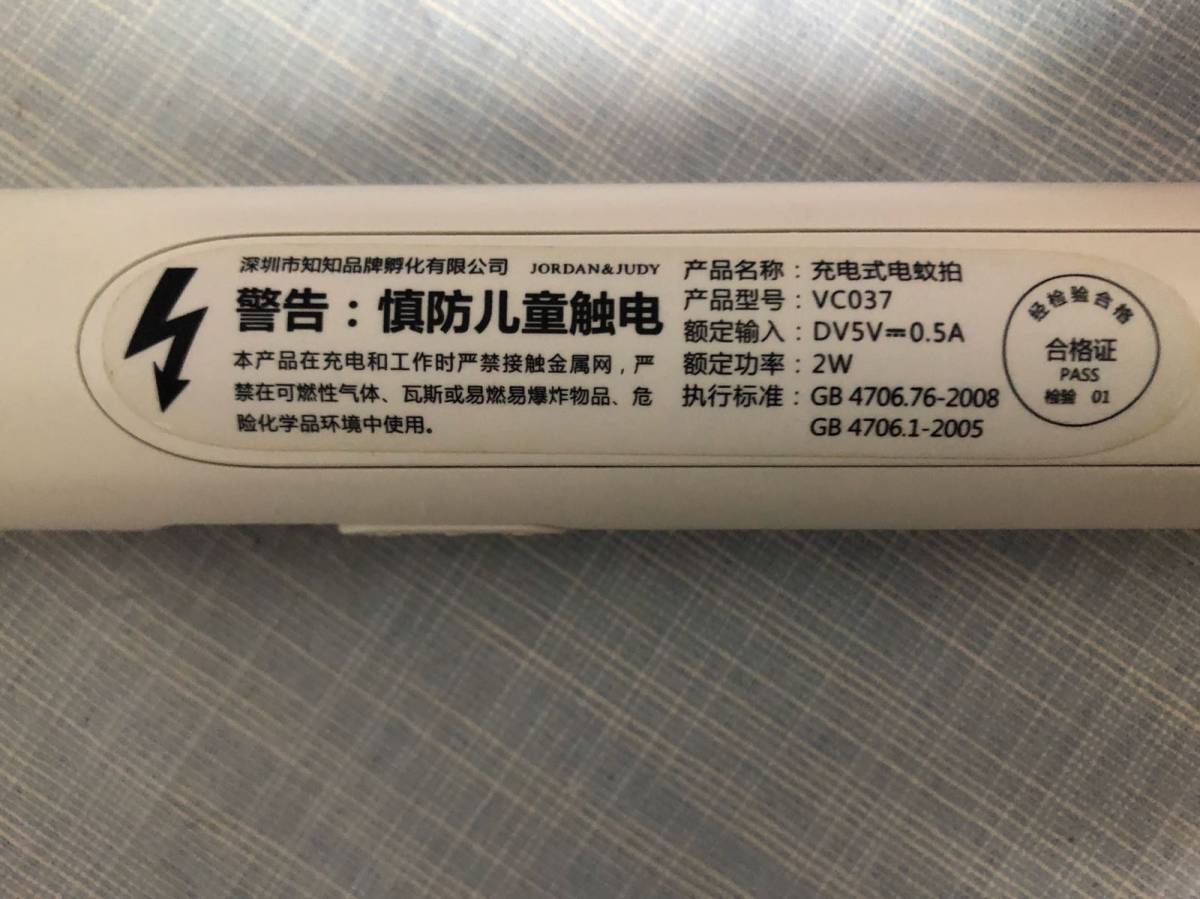 深圳市知知品牌孵化有限公司 JORDAN&JUDY
警告：慎防儿童触电
本产品在充电和工作时严禁接触金属网，严
禁在可燃性气体、瓦斯或易燃易爆炸物品、危
险化学品环境中使用。
产品名称：充电式电蚊拍
产品型号：VC037
额定输入：DV5V⎓0.5A
额定功率：2W
执行标准：GB 4706.76-2008
GB 4706.1-2005
经检验合格
合格证
PASS
检验 01